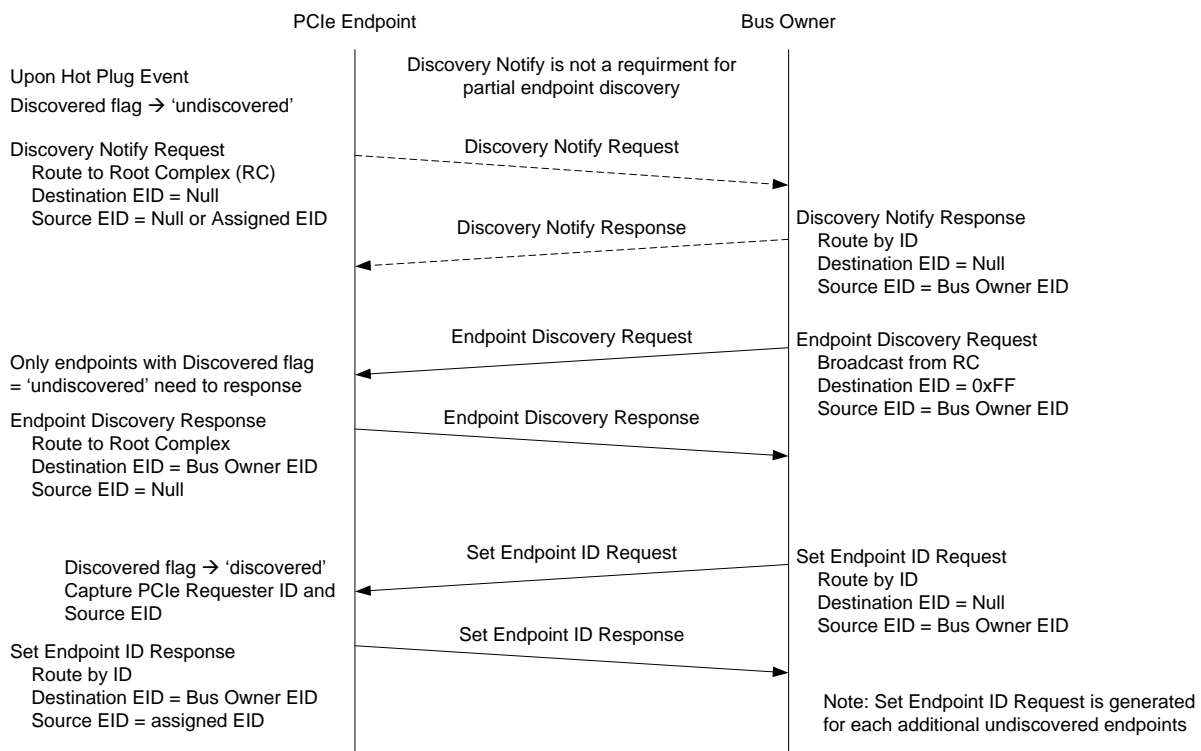 PCIe Endpoint
Bus Owner
Upon Hot Plug Event
Discovered flag → ‘undiscovered’
Discovery Notify is not a requirment for
partial endpoint discovery
Discovery Notify Request
Route to Root Complex (RC)
Destination EID = Null
Source EID = Null or Assigned EID
Discovery Notify Request
Discovery Notify Response
Discovery Notify Response
Route by ID
Destination EID = Null
Source EID = Bus Owner EID
Endpoint Discovery Request
Endpoint Discovery Request
Broadcast from RC
Destination EID = 0xFF
Source EID = Bus Owner EID
Only endpoints with Discovered flag
= ‘undiscovered’ need to response
Endpoint Discovery Response
Route to Root Complex
Destination EID = Bus Owner EID
Source EID = Null
Endpoint Discovery Response
Set Endpoint ID Request
Set Endpoint ID Request
Route by ID
Destination EID = Null
Source EID = Bus Owner EID
Discovered flag → ‘discovered’
Capture PCIe Requester ID and
Source EID
Set Endpoint ID Response
Set Endpoint ID Response
Route by ID
Destination EID = Bus Owner EID
Source EID = assigned EID
Note: Set Endpoint ID Request is generated
for each additional undiscovered endpoints